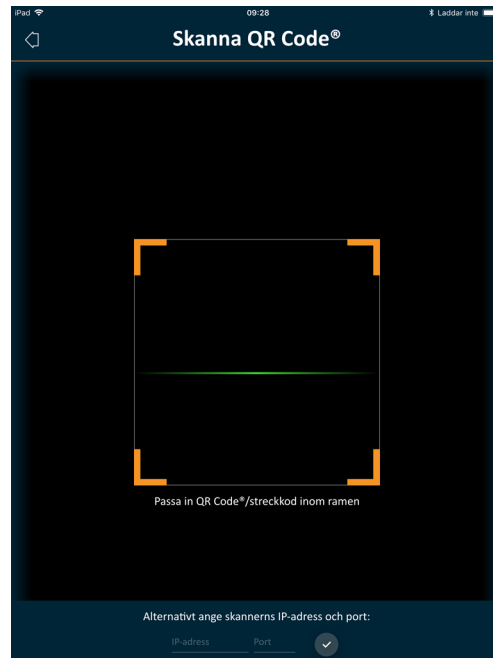 iPad 09:28 Laddar inte
Skanna QR Code®
Passa in QR Code®/streckkod inom ramen
Alternativt ange skannerns IP-adress och port:
IP-adress Port